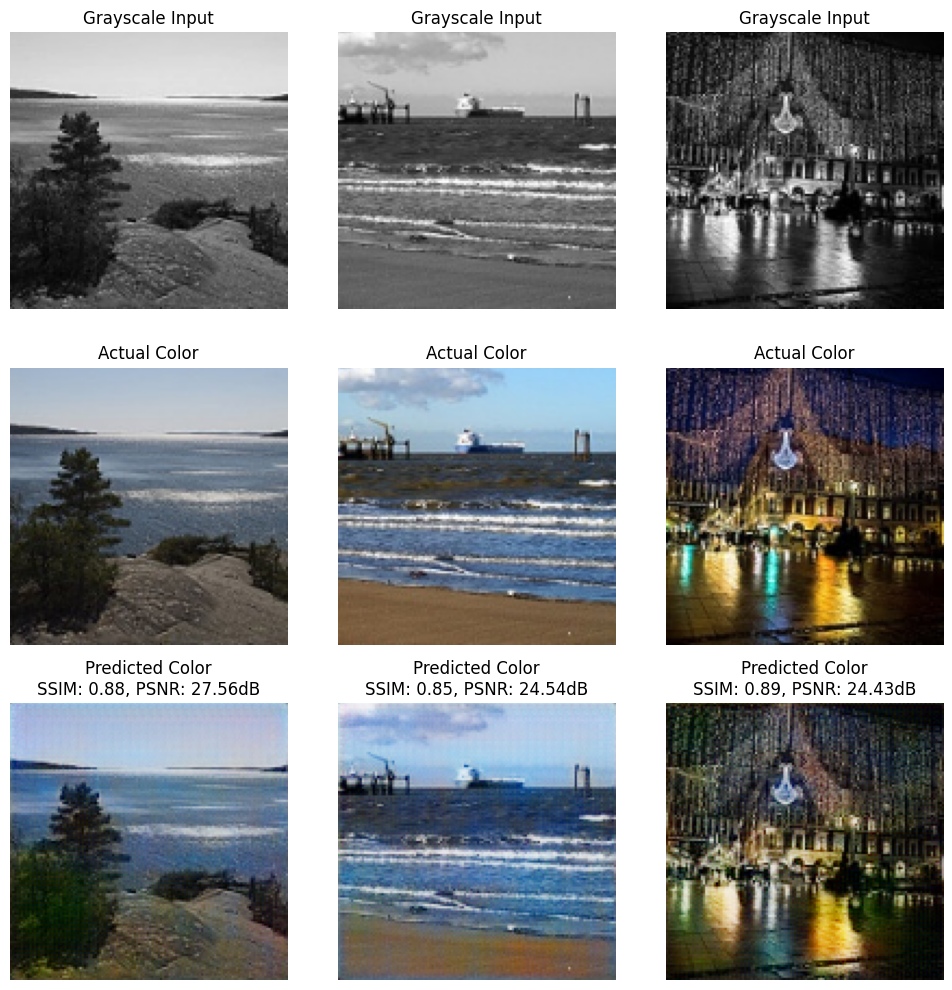 Grayscale Input
Grayscale Input
Grayscale Input
Actual Color
Actual Color
Actual Color
Predicted Color
SSIM: 0.88, PSNR: 27.56dB
Predicted Color
SSIM: 0.85, PSNR: 24.54dB
Predicted Color
SSIM: 0.89, PSNR: 24.43dB